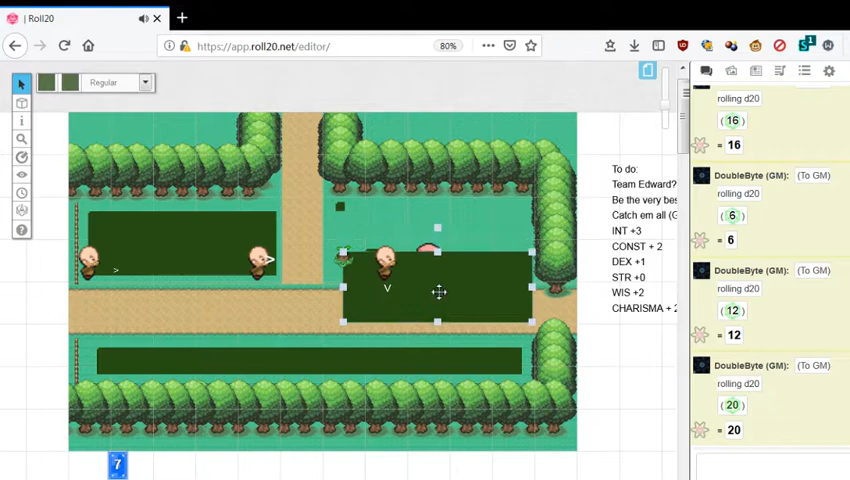 | Roll20
https://app.roll20.net/editor/
80%
Regular
To do:
Team Edward?
Be the very bes
Catch em all (G
INT +3
CONST + 2
DEX +1
STR +0
WIS +2
CHARISMA + 2
>
>
V
7
rolling d20
(16)
= 16
DoubleByte (GM): (To GM)
rolling d20
(6)
= 6
DoubleByte (GM): (To GM)
rolling d20
(12)
= 12
DoubleByte (GM): (To GM)
rolling d20
(20)
= 20